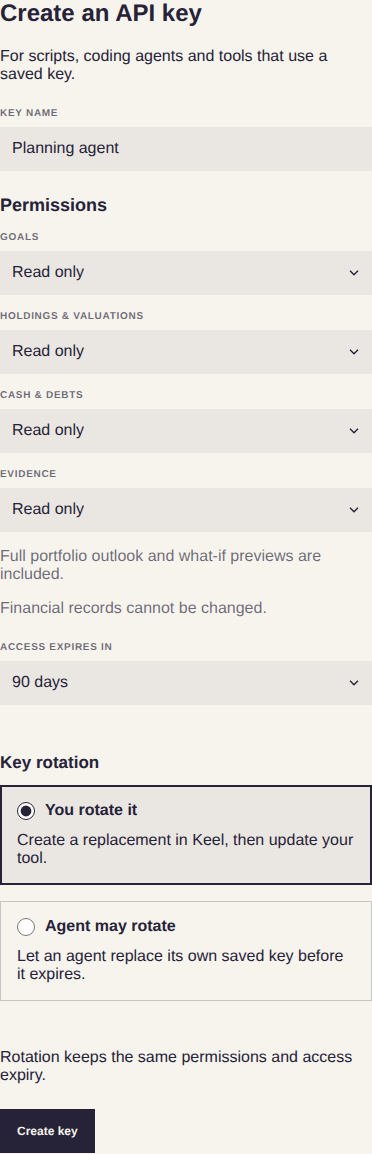 Create an API key
For scripts, coding agents and tools that use a
saved key.
KEY NAME
Planning agent
Permissions
GOALS
Read only
HOLDINGS & VALUATIONS
Read only
CASH & DEBTS
Read only
EVIDENCE
Read only
Full portfolio outlook and what-if previews are
included.
Financial records cannot be changed.
ACCESS EXPIRES IN
90 days
Key rotation
You rotate it
Create a replacement in Keel, then update your
tool.
Agent may rotate
Let an agent replace its own saved key before
it expires.
Rotation keeps the same permissions and access
expiry.
Create key